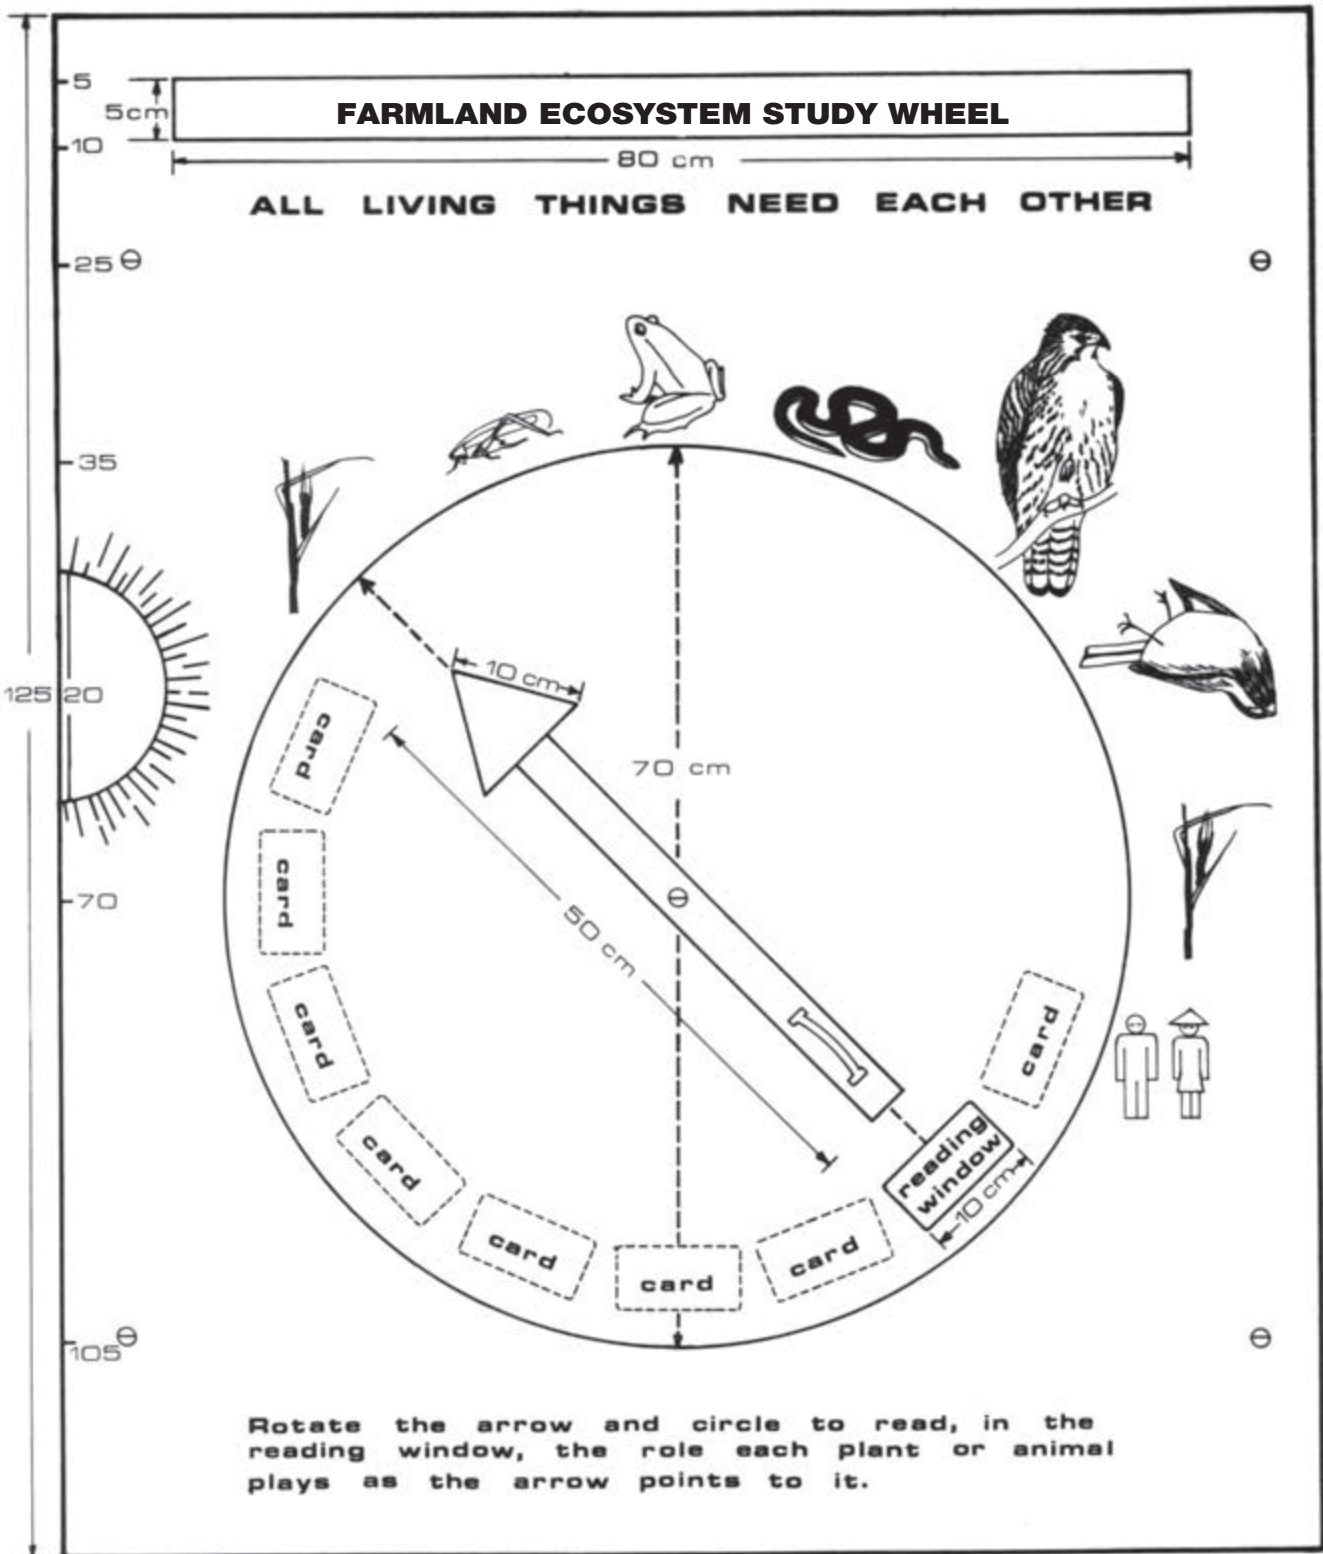 5
5cm
FARMLAND ECOSYSTEM STUDY WHEEL
10
80 cm
ALL LIVING THINGS NEED EACH OTHER
25
35
10 cm
125
20
card
70 cm
card
70
50 cm
card
card
card
reading
window
10 cm
card
card
card
105
Rotate the arrow and circle to read, in the
reading window, the role each plant or animal
plays as the arrow points to it.